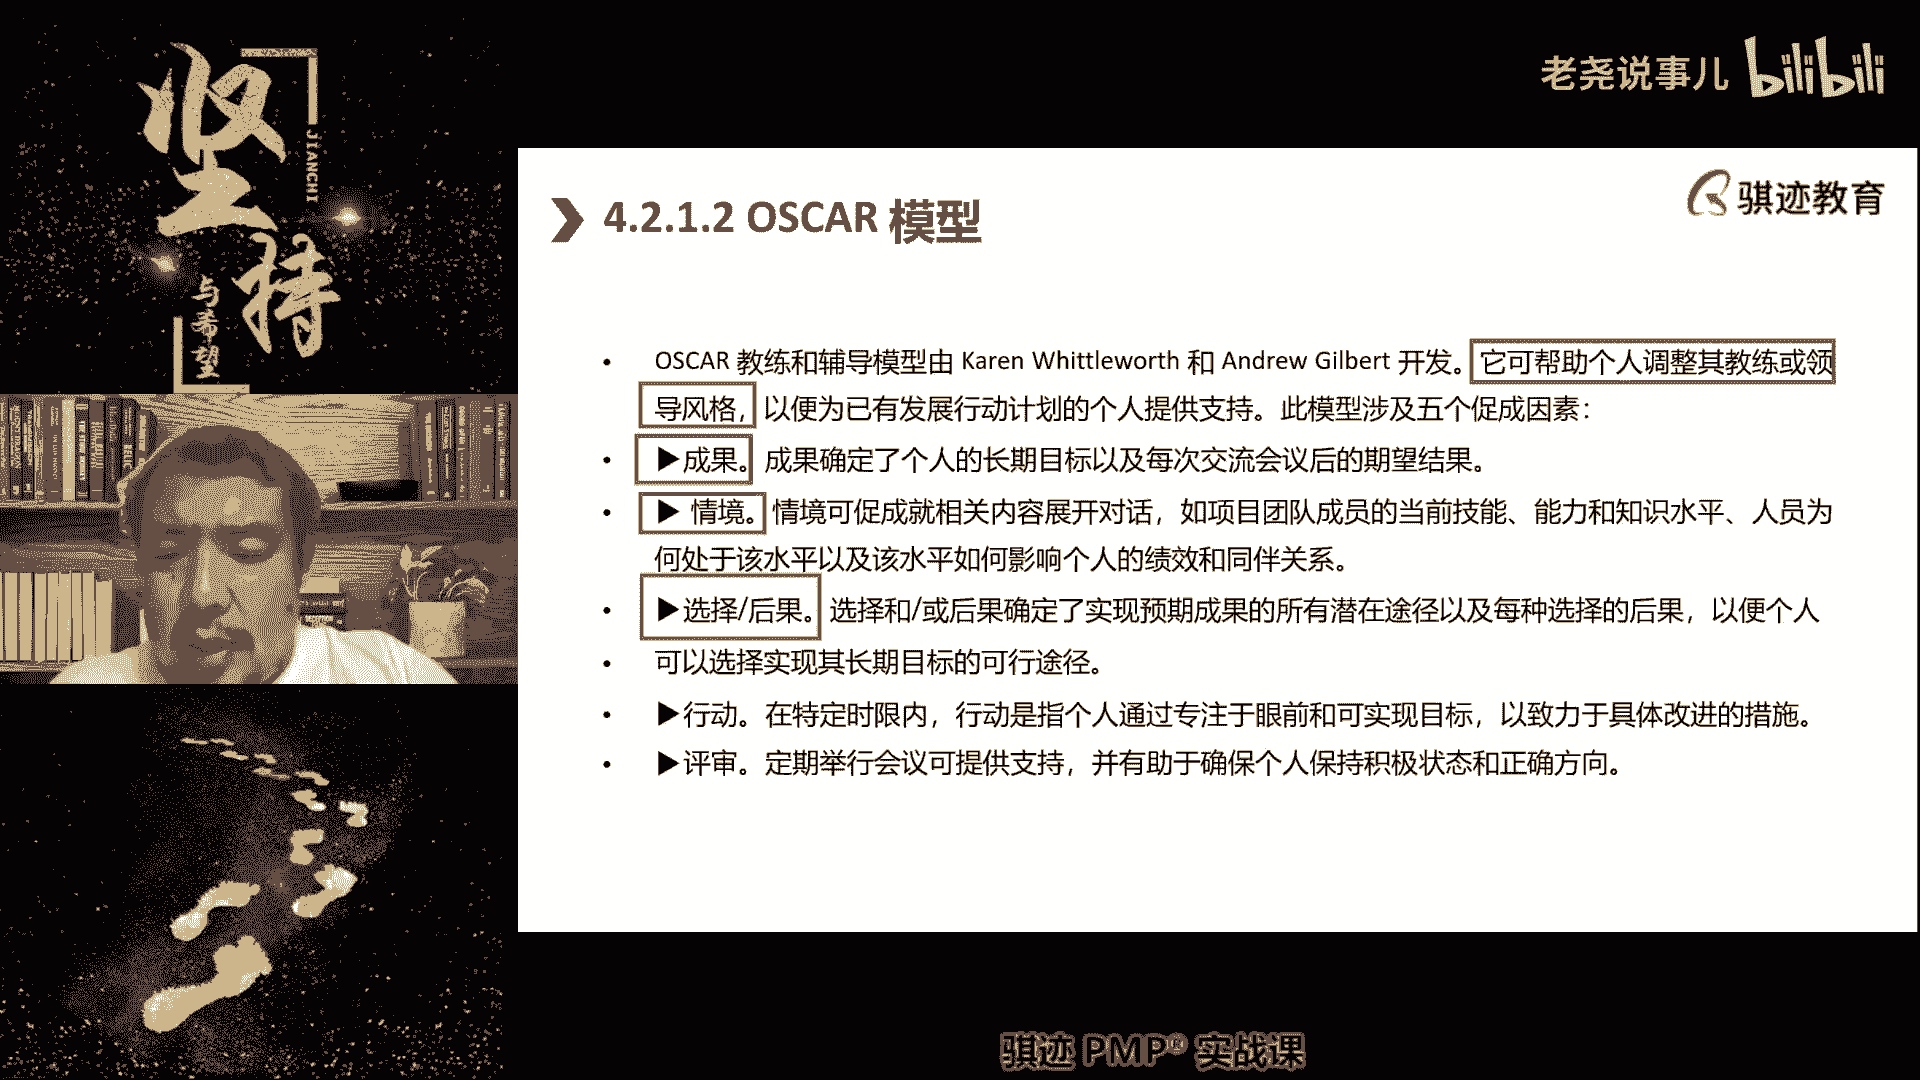 坚持
JIANCHI
与希望
老尧说事儿 bilibili
骐迹教育
4.2.1.2 OSCAR 模型
• OSCAR 教练和辅导模型由 Karen Whittleworth 和 Andrew Gilbert 开发。它可帮助个人调整其教练或领
导风格，以便为已有发展行动计划的个人提供支持。此模型涉及五个促成因素：
• ▶成果。成果确定了个人的长期目标以及每次交流会议后的期望结果。
• ▶ 情境。情境可促成就相关内容展开对话，如项目团队成员的当前技能、能力和知识水平、人员为
何处于该水平以及该水平如何影响个人的绩效和同伴关系。
• ▶选择/后果。选择和/或后果确定了实现预期成果的所有潜在途径以及每种选择的后果，以便个人
• 可以选择实现其长期目标的可行途径。
• ▶行动。在特定时限内，行动是指个人通过专注于眼前和可实现目标，以致力于具体改进的措施。
• ▶评审。定期举行会议可提供支持，并有助于确保个人保持积极状态和正确方向。
骐迹 PMP® 实战课